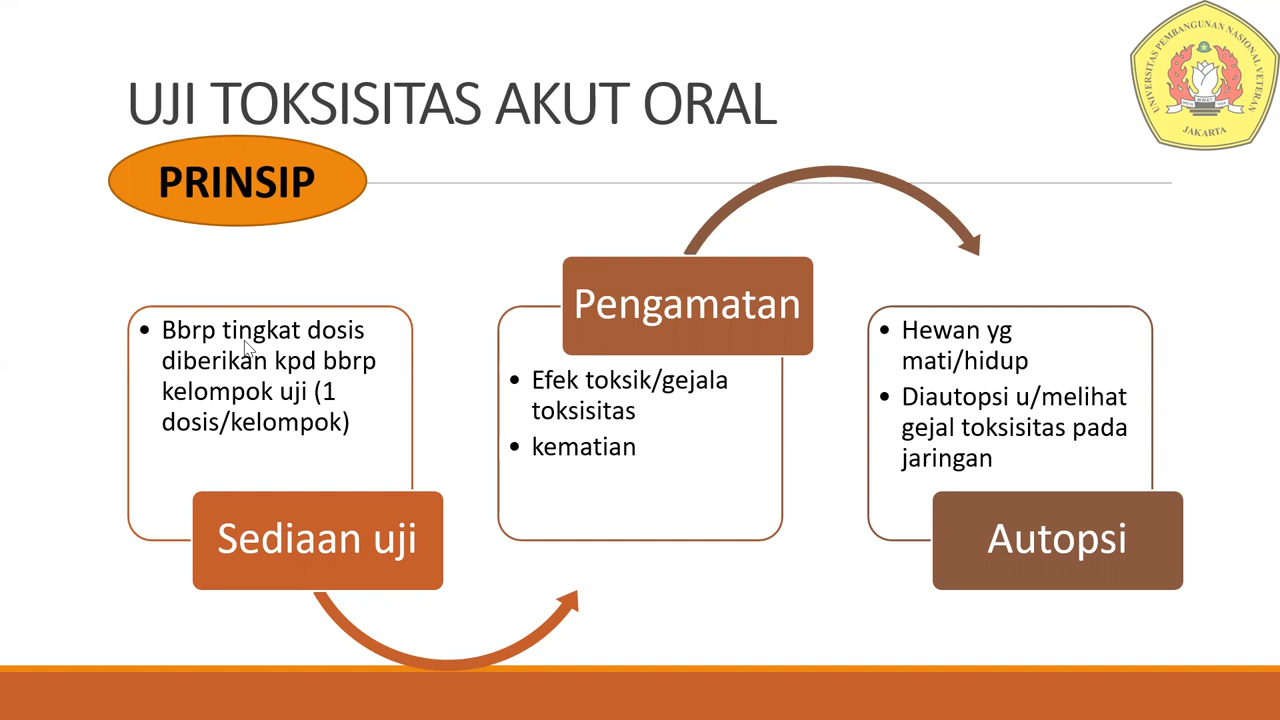 UJI TOKSISITAS AKUT ORAL
UNIVERSITAS PEMBANGUNAN NASIONAL VETERAN
JAKARTA
PRINSIP
• Bbrp tingkat dosis
diberikan kpd bbrp
kelompok uji (1
dosis/kelompok)
Sediaan uji
Pengamatan
• Efek toksik/gejala
toksisitas
• kematian
• Hewan yg
mati/hidup
• Diautopsi u/melihat
gejal toksisitas pada
jaringan
Autopsi